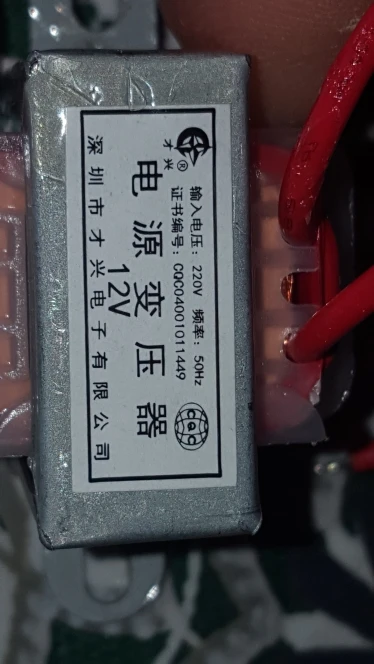 才兴®
输入电压：220V 频率：50Hz
证书编号：CQC04001011449
电源变压器
12V
深圳市才兴电子有限公司
CQC